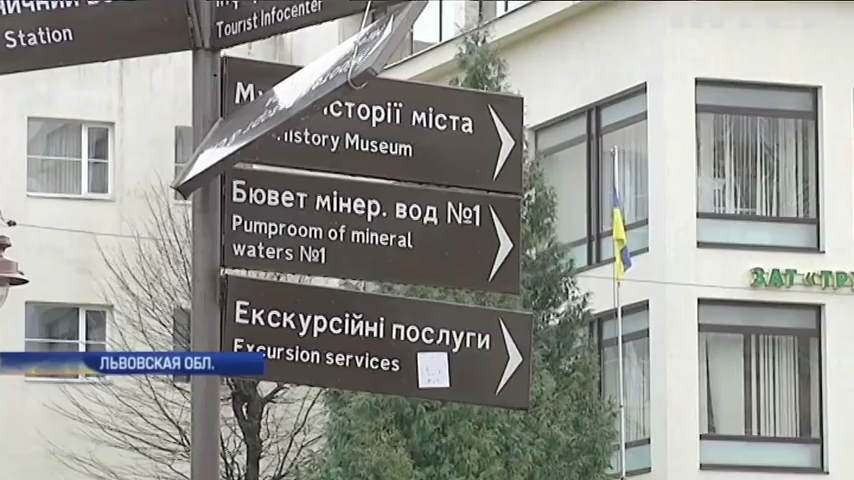 Station
Tourist Infocenter
історії міста
History Museum
Бювет мінер. вод №1
Pumproom of mineral
waters №1
Екскурсійні послуги
Excursion services
ЗАТ «ТРУ
ЛЬВОВСКАЯ ОБЛ.